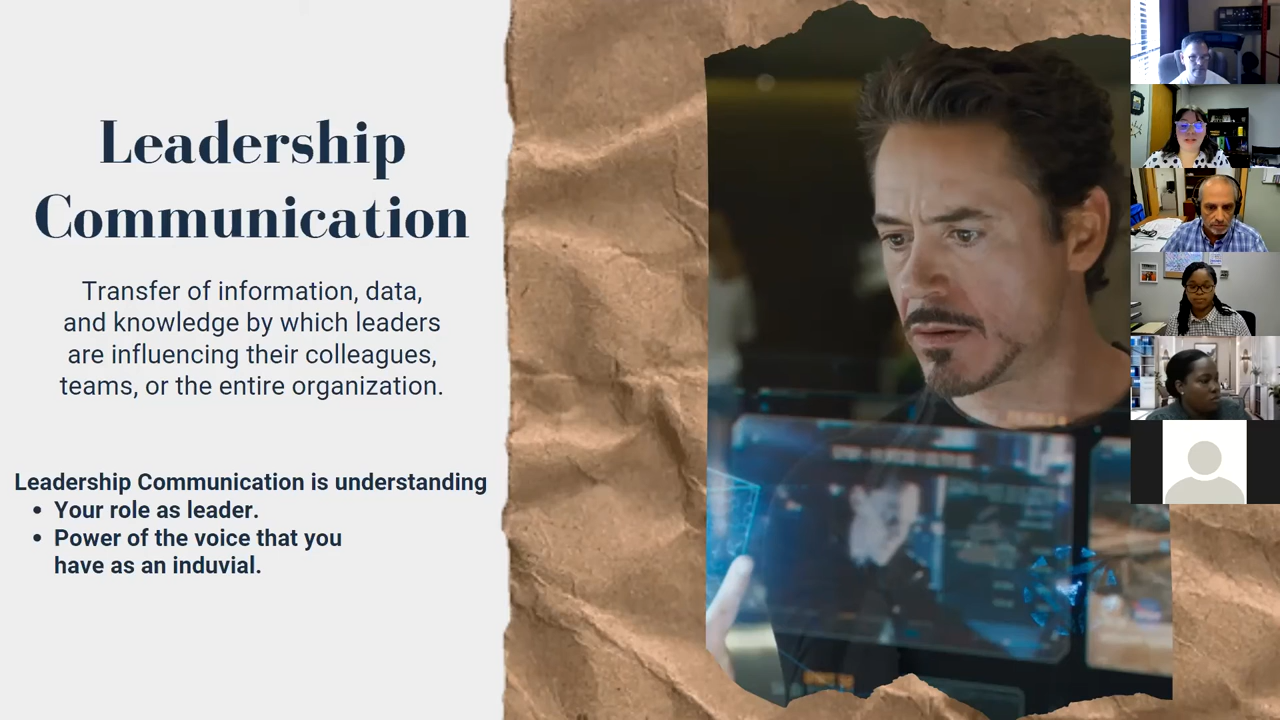 Leadership
Communication
Transfer of information, data,
and knowledge by which leaders
are influencing their colleagues,
teams, or the entire organization.
Leadership Communication is understanding
• Your role as leader.
• Power of the voice that you
have as an induvial.